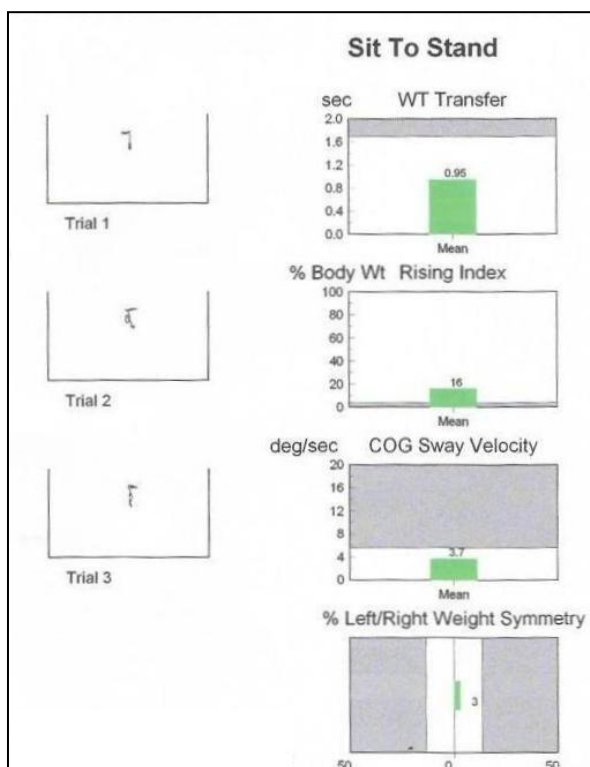 Sit To Stand
sec WT Transfer
2.0
1.6
1.2
0.8
0.4
0.0
0.95
Mean
Trial 1
% Body Wt Rising Index
100
80
60
40
20
0
16
Mean
Trial 2
deg/sec COG Sway Velocity
20
16
12
8
4
0
3.7
Mean
Trial 3
% Left/Right Weight Symmetry
3
50 0 50